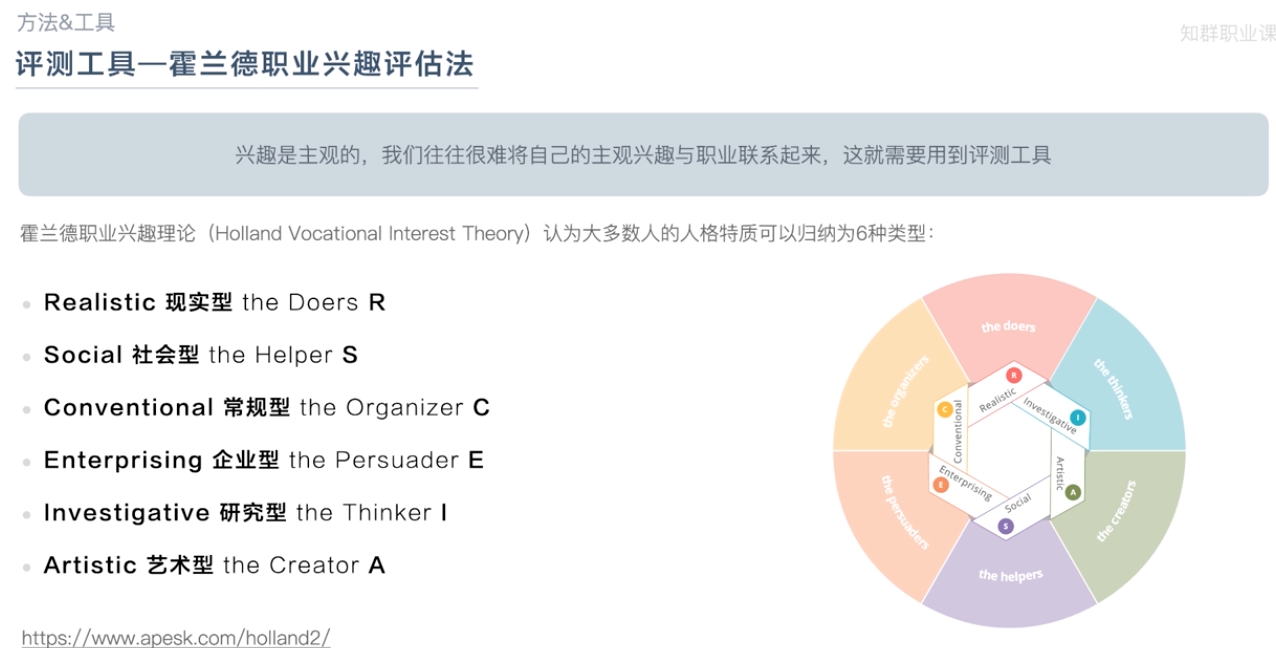 方法&工具
知群职业课
评测工具—霍兰德职业兴趣评估法
兴趣是主观的，我们往往很难将自己的主观兴趣与职业联系起来，这就需要用到评测工具
霍兰德职业兴趣理论（Holland Vocational Interest Theory）认为大多数人的人格特质可以归纳为6种类型：
Realistic 现实型 the Doers R
Social 社会型 the Helper S
Conventional 常规型 the Organizer C
Enterprising 企业型 the Persuader E
Investigative 研究型 the Thinker I
Artistic 艺术型 the Creator A
https://www.apesk.com/holland2/
the doers
the thinkers
the creators
the helpers
the persuaders
the organizers
R
Realistic
I
Investigative
A
Artistic
S
Social
E
Enterprising
C
Conventional